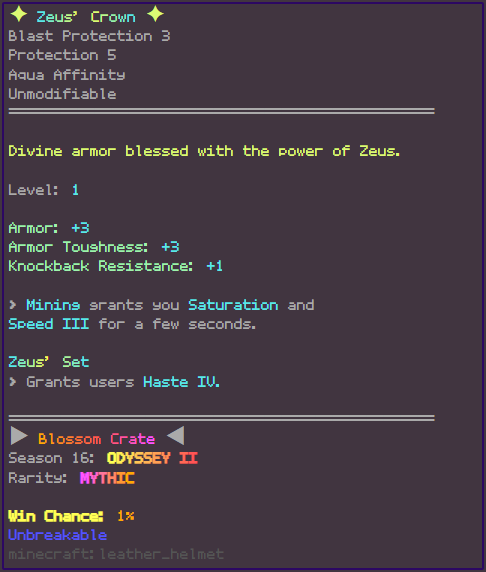 ✦ Zeus' Crown ✦
Blast Protection 3
Protection 5
Aqua Affinity
Unmodifiable
Divine armor blessed with the power of Zeus.
Level: 1
Armor: +3
Armor Toughness: +3
Knockback Resistance: +1
> Mining grants you Saturation and
Speed III for a few seconds.
Zeus' Set
> Grants users Haste IV.
▶ Blossom Crate ◀
Season 16: ODYSSEY II
Rarity: MYTHIC
Win Chance: 1%
Unbreakable
minecraft:leather_helmet